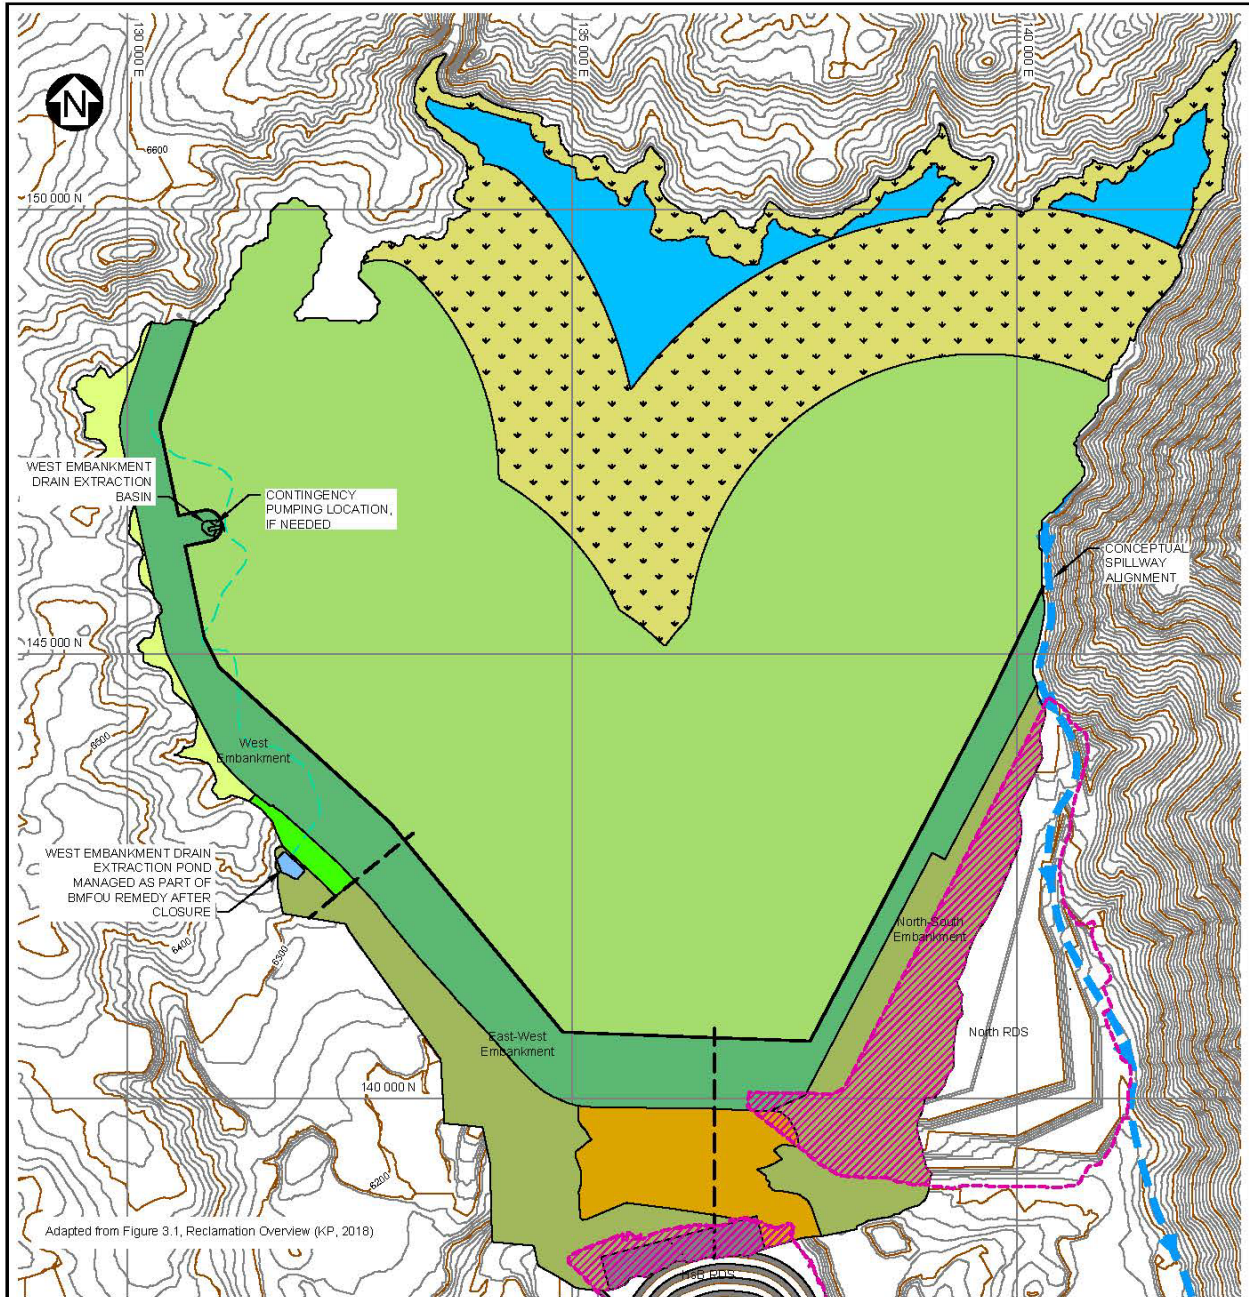 130 000 E
135 000 E
140 000 E
N
6600
150 000 N
WEST EMBANKMENT
DRAIN EXTRACTION
BASIN
CONTINGENCY
PUMPING LOCATION,
IF NEEDED
CONCEPTUAL
SPILLWAY
ALIGNMENT
145 000 N
6500
West
Embankment
WEST EMBANKMENT DRAIN
EXTRACTION POND
MANAGED AS PART OF
BMFOU REMEDY AFTER
CLOSURE
6400
6300
North-South
Embankment
North RDS
East-West
Embankment
140 000 N
6200
Adapted from Figure 3.1, Reclamation Overview (KP, 2018)
RDS